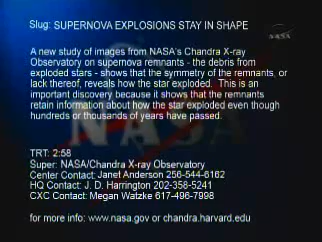 Slug: SUPERNOVA EXPLOSIONS STAY IN SHAPE
NASA
A new study of images from NASA's Chandra X-ray
Observatory on supernova remnants - the debris from
exploded stars - shows that the symmetry of the remnants, or
lack thereof, reveals how the star exploded. This is an
important discovery because it shows that the remnants
retain information about how the star exploded even though
hundreds or thousands of years have passed.
TRT: 2:58
Super: NASA/Chandra X-ray Observatory
Center Contact: Janet Anderson 256-544-6162
HQ Contact: J. D. Harrington 202-358-5241
CXC Contact: Megan Watzke 617-496-7998
for more info: www.nasa.gov or chandra.harvard.edu